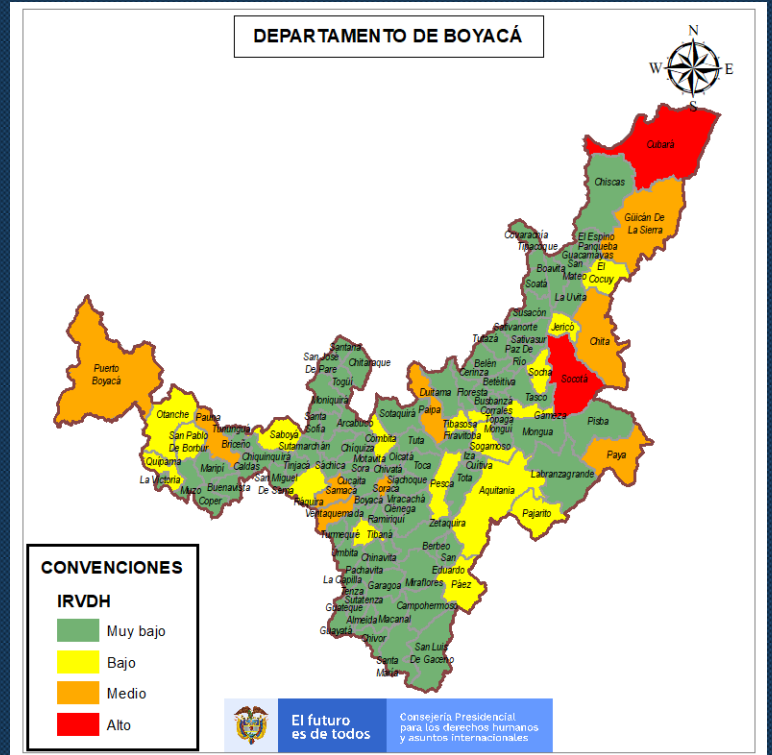 DEPARTAMENTO DE BOYACÁ
N
W
E
S
Cubará
Chiscas
Güicán De
La Sierra
Covarachía
Tipacoque
El Espino
Panqueba
Guacamayas
Boavita
San
Mateo
El
Cocuy
Soatá
La Uvita
Susacón
Sativanorte
Jericó
Chita
Tutazá
Sativasur
Paz De
Río
Belén
Cerinza
Socha
Socotá
Betéitiva
Tasco
Puerto
Boyacá
Santana
San José
De Pare
Chitaraque
Togüí
Moniquirá
Duitama
Floresta
Busbanzá
Corrales
Gámeza
Pisba
Otanche
Pauna
Tununguá
Santa
Sofía
Arcabuco
Sotaquirá
Paipa
Tibasosa
Firavitoba
Tópaga
Monguí
Mongua
Paya
San Pablo
De Borbur
Briceño
Saboyá
Sutamarchán
Cómbita
Tuta
Sogamoso
Chíquiza
Motavita
Oicatá
Iza
Cuítiva
Quípama
Maripí
Chiquinquirá
Caldas
Tinjacá
Sáchica
Sora
Chivatá
Toca
Labranzagrande
La Victoria
Muzo
Coper
Buenavista
San Miguel
De Sema
Ráquira
Cucaita
Samacá
Soracá
Siachoque
Pesca
Tota
Aquitania
Boyacá
Viracachá
Ciénega
Ventaquemada
Ramiriquí
Zetaquira
Pajarito
Turmequé
Tibaná
Úmbita
Chinavita
Berbeo
San
Eduardo
Pachavita
La Capilla
Tenza
Garagoa
Miraflores
Páez
Sutatenza
Guateque
Campohermoso
Almeida
Macanal
Guayatá
Chivor
San Luis
De Gaceno
Santa
María
CONVENCIONES
IRVDH
Muy bajo
Bajo
Medio
Alto
El futuro
es de todos
Consejería Presidencial
para los derechos humanos
y asuntos internacionales